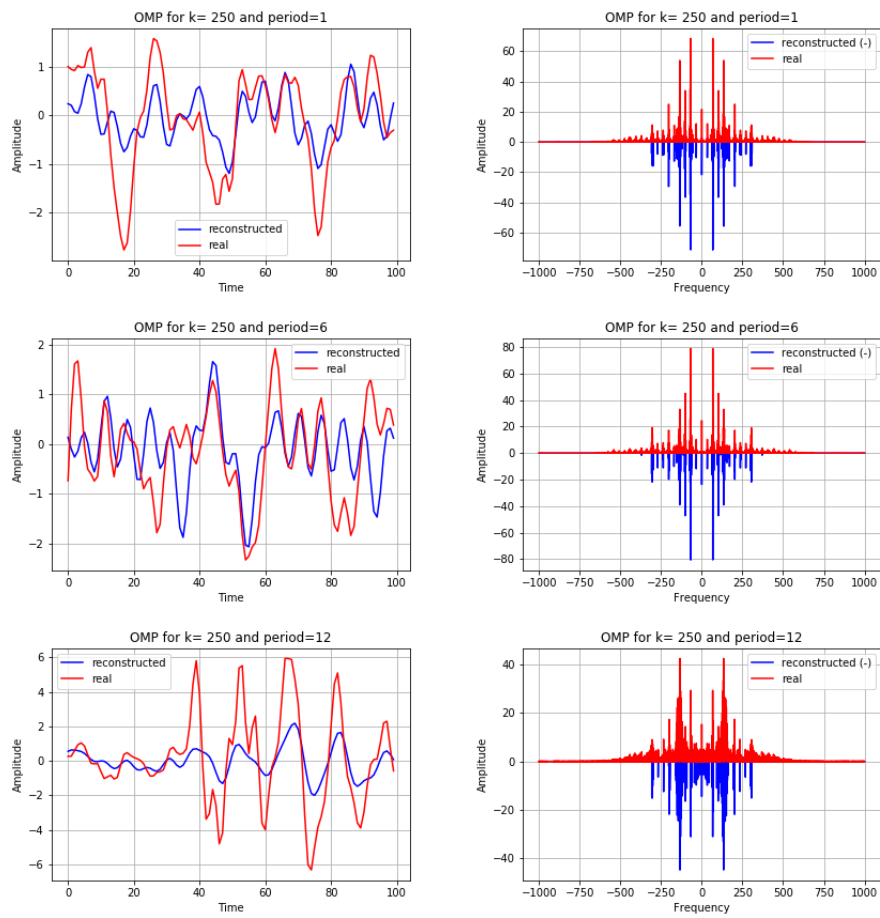 OMP for k= 250 and period=1
1
0
−1
−2
Amplitude
reconstructed
real
0
20
40
60
80
100
Time
OMP for k= 250 and period=1
60
40
20
0
−20
−40
−60
Amplitude
reconstructed (-)
real
−1000
−750
−500
−250
0
250
500
750
1000
Frequency
OMP for k= 250 and period=6
2
1
0
−1
−2
Amplitude
reconstructed
real
0
20
40
60
80
100
Time
OMP for k= 250 and period=6
80
60
40
20
0
−20
−40
−60
−80
Amplitude
reconstructed (-)
real
−1000
−750
−500
−250
0
250
500
750
1000
Frequency
OMP for k= 250 and period=12
6
4
2
0
−2
−4
−6
Amplitude
reconstructed
real
0
20
40
60
80
100
Time
OMP for k= 250 and period=12
40
20
0
−20
−40
Amplitude
reconstructed (-)
real
−1000
−750
−500
−250
0
250
500
750
1000
Frequency